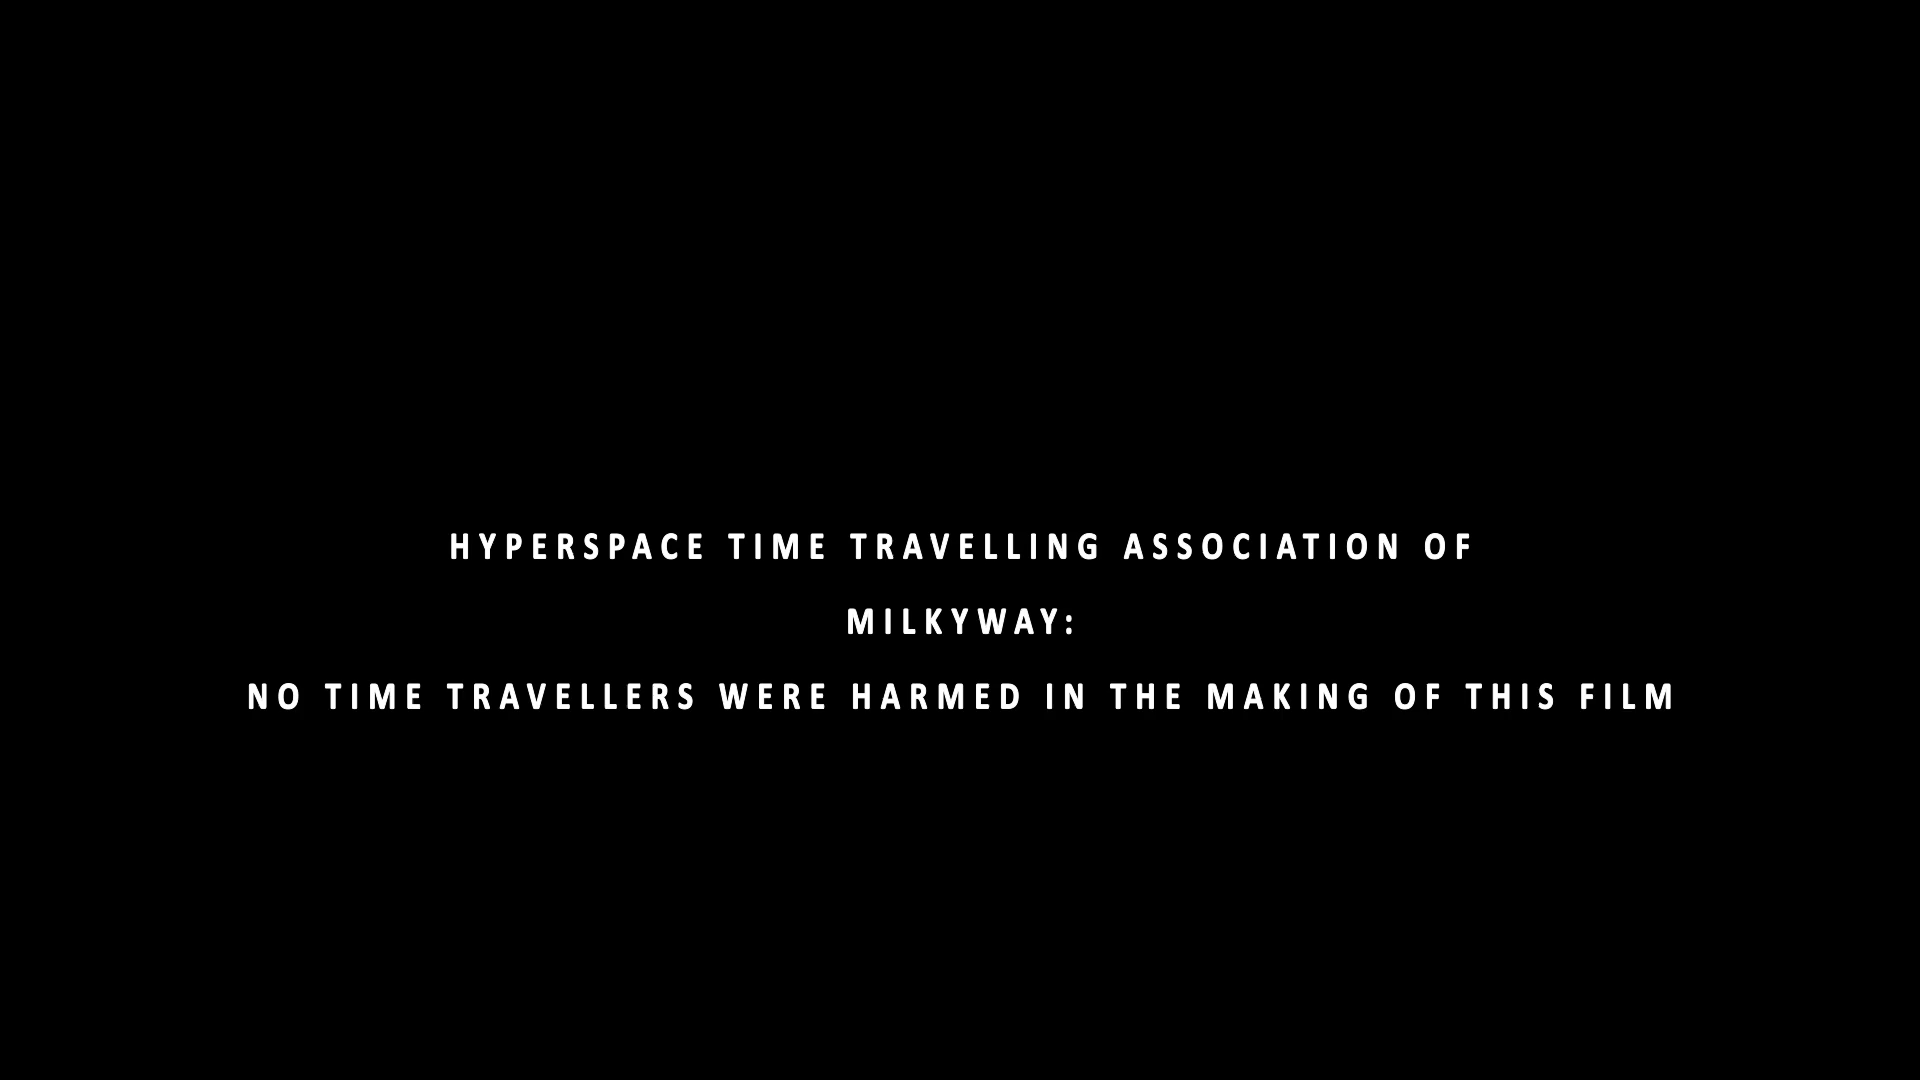 HYPERSPACE TIME TRAVELLING ASSOCIATION OF
MILKYWAY:
NO TIME TRAVELLERS WERE HARMED IN THE MAKING OF THIS FILM